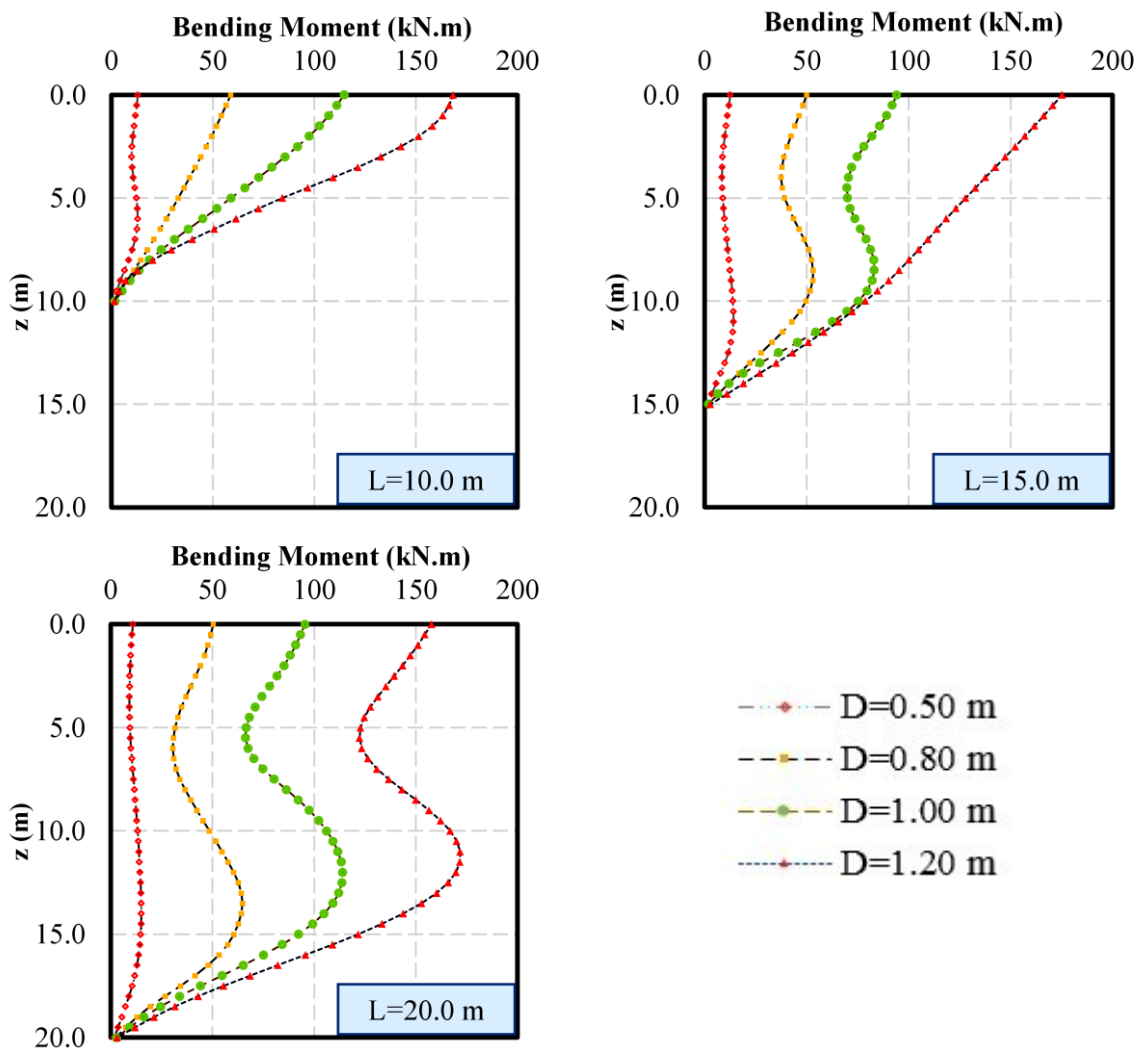 Bending Moment (kN.m)
0 50 100 150 200
0.0
5.0
10.0
15.0
20.0
z (m)
L=10.0 m
Bending Moment (kN.m)
0 50 100 150 200
0.0
5.0
10.0
15.0
20.0
z (m)
L=15.0 m
Bending Moment (kN.m)
0 50 100 150 200
0.0
5.0
10.0
15.0
20.0
z (m)
L=20.0 m
D=0.50 m
D=0.80 m
D=1.00 m
D=1.20 m